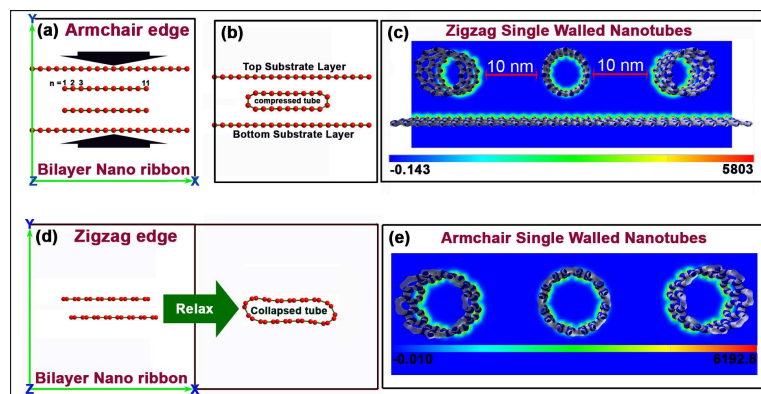 Y
(a) Armchair edge
n = 1 2 3 11
Bilayer Nano ribbon
Z X
(b)
Top Substrate Layer
compressed tube
Bottom Substrate Layer
(c) Zigzag Single Walled Nanotubes
10 nm 10 nm
-0.143 5803
Y
(d) Zigzag edge
Relax
Collapsed tube
Bilayer Nano ribbon
Z X
(e) Armchair Single Walled Nanotubes
-0.010 6192.8